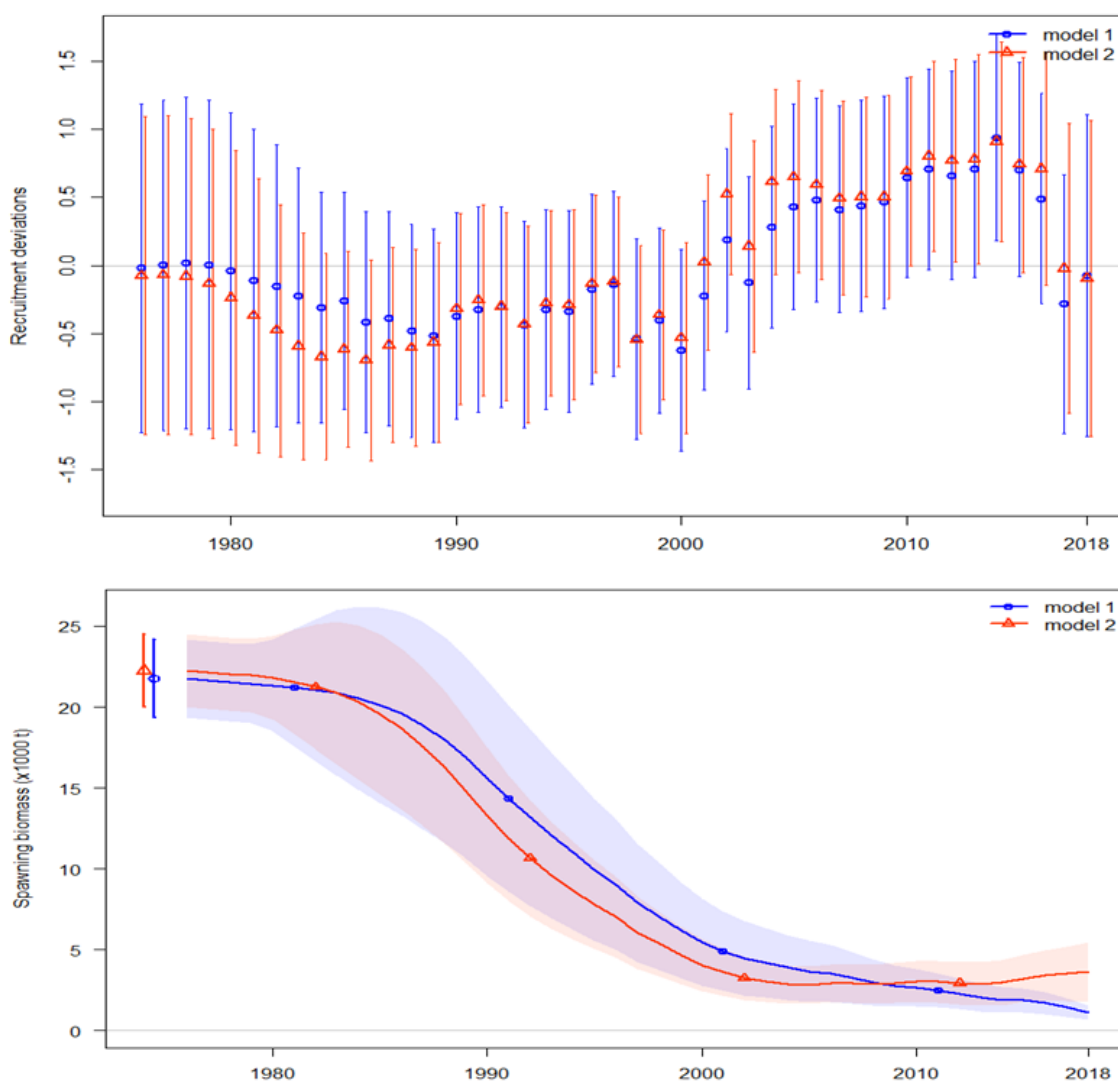 model 1
model 2
Recruitment deviations
1.5
1.0
0.5
0.0
-0.5
-1.0
-1.5
1980 1990 2000 2010 2018
model 1
model 2
Spawning biomass (x1000 t)
25
20
15
10
5
0
1980 1990 2000 2010 2018